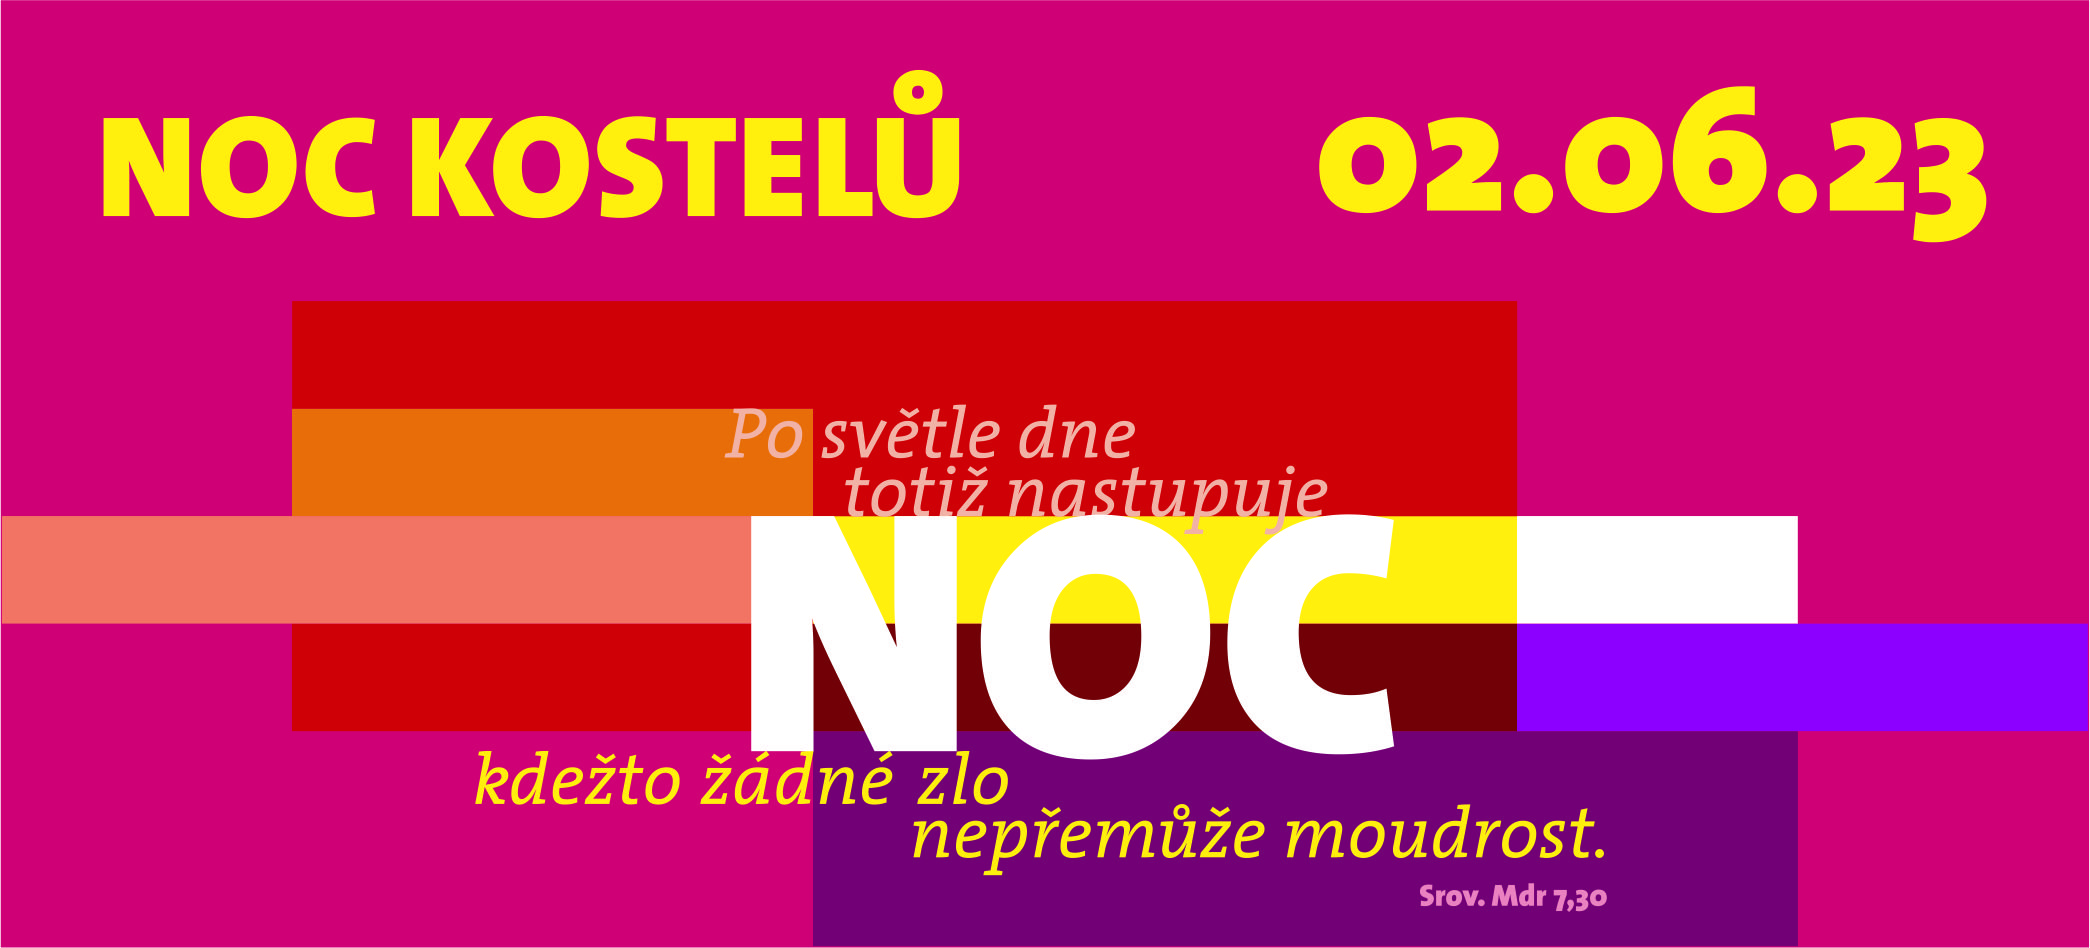 NOC KOSTELŮ
02.06.23
Po světle dne
totiž nastupuje
NOC
kdežto žádné zlo
nepřemůže moudrost.
Srov. Mdr 7,30